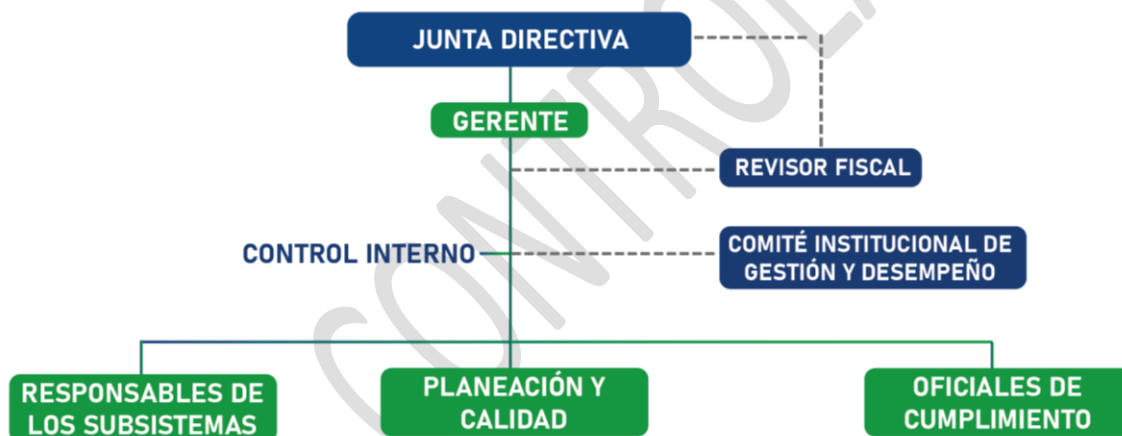 JUNTA DIRECTIVA
GERENTE
REVISOR FISCAL
CONTROL INTERNO
COMITÉ INSTITUCIONAL DE
GESTIÓN Y DESEMPEÑO
RESPONSABLES DE
LOS SUBSISTEMAS
PLANEACIÓN Y
CALIDAD
OFICIALES DE
CUMPLIMIENTO